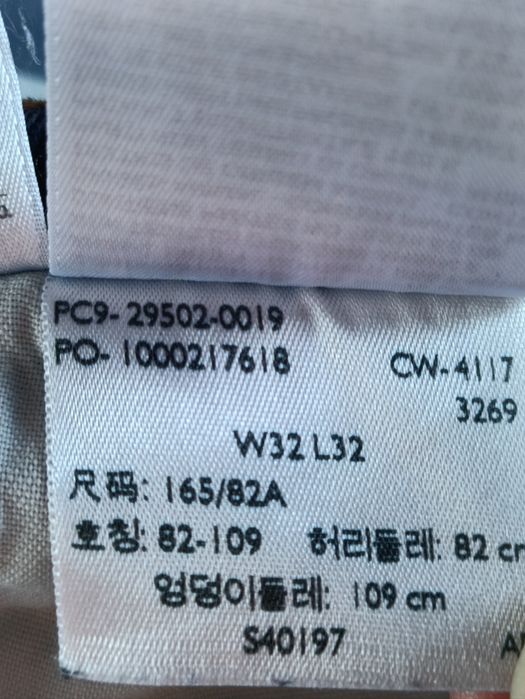 PC9- 29502-0019
PO- 1000217618 CW-4117
3269
W32 L32
尺码: 165/82A
호칭: 82-109 허리둘레: 82 cm
엉덩이둘레: 109 cm
S40197